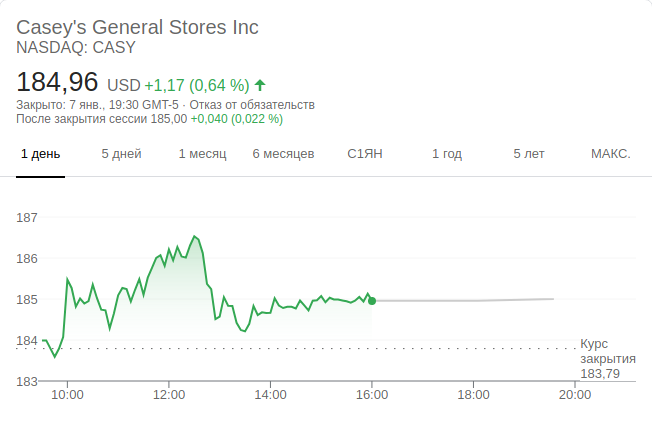 Casey's General Stores Inc
NASDAQ: CASY
184,96 USD +1,17 (0,64 %)
Закрыто: 7 янв., 19:30 GMT-5 · Отказ от обязательств
После закрытия сессии 185,00 +0,040 (0,022 %)
1 день 5 дней 1 месяц 6 месяцев С1ЯН 1 год 5 лет МАКС.
187
186
185
184
Курс
закрытия
183,79
183
10:00 12:00 14:00 16:00 18:00 20:00